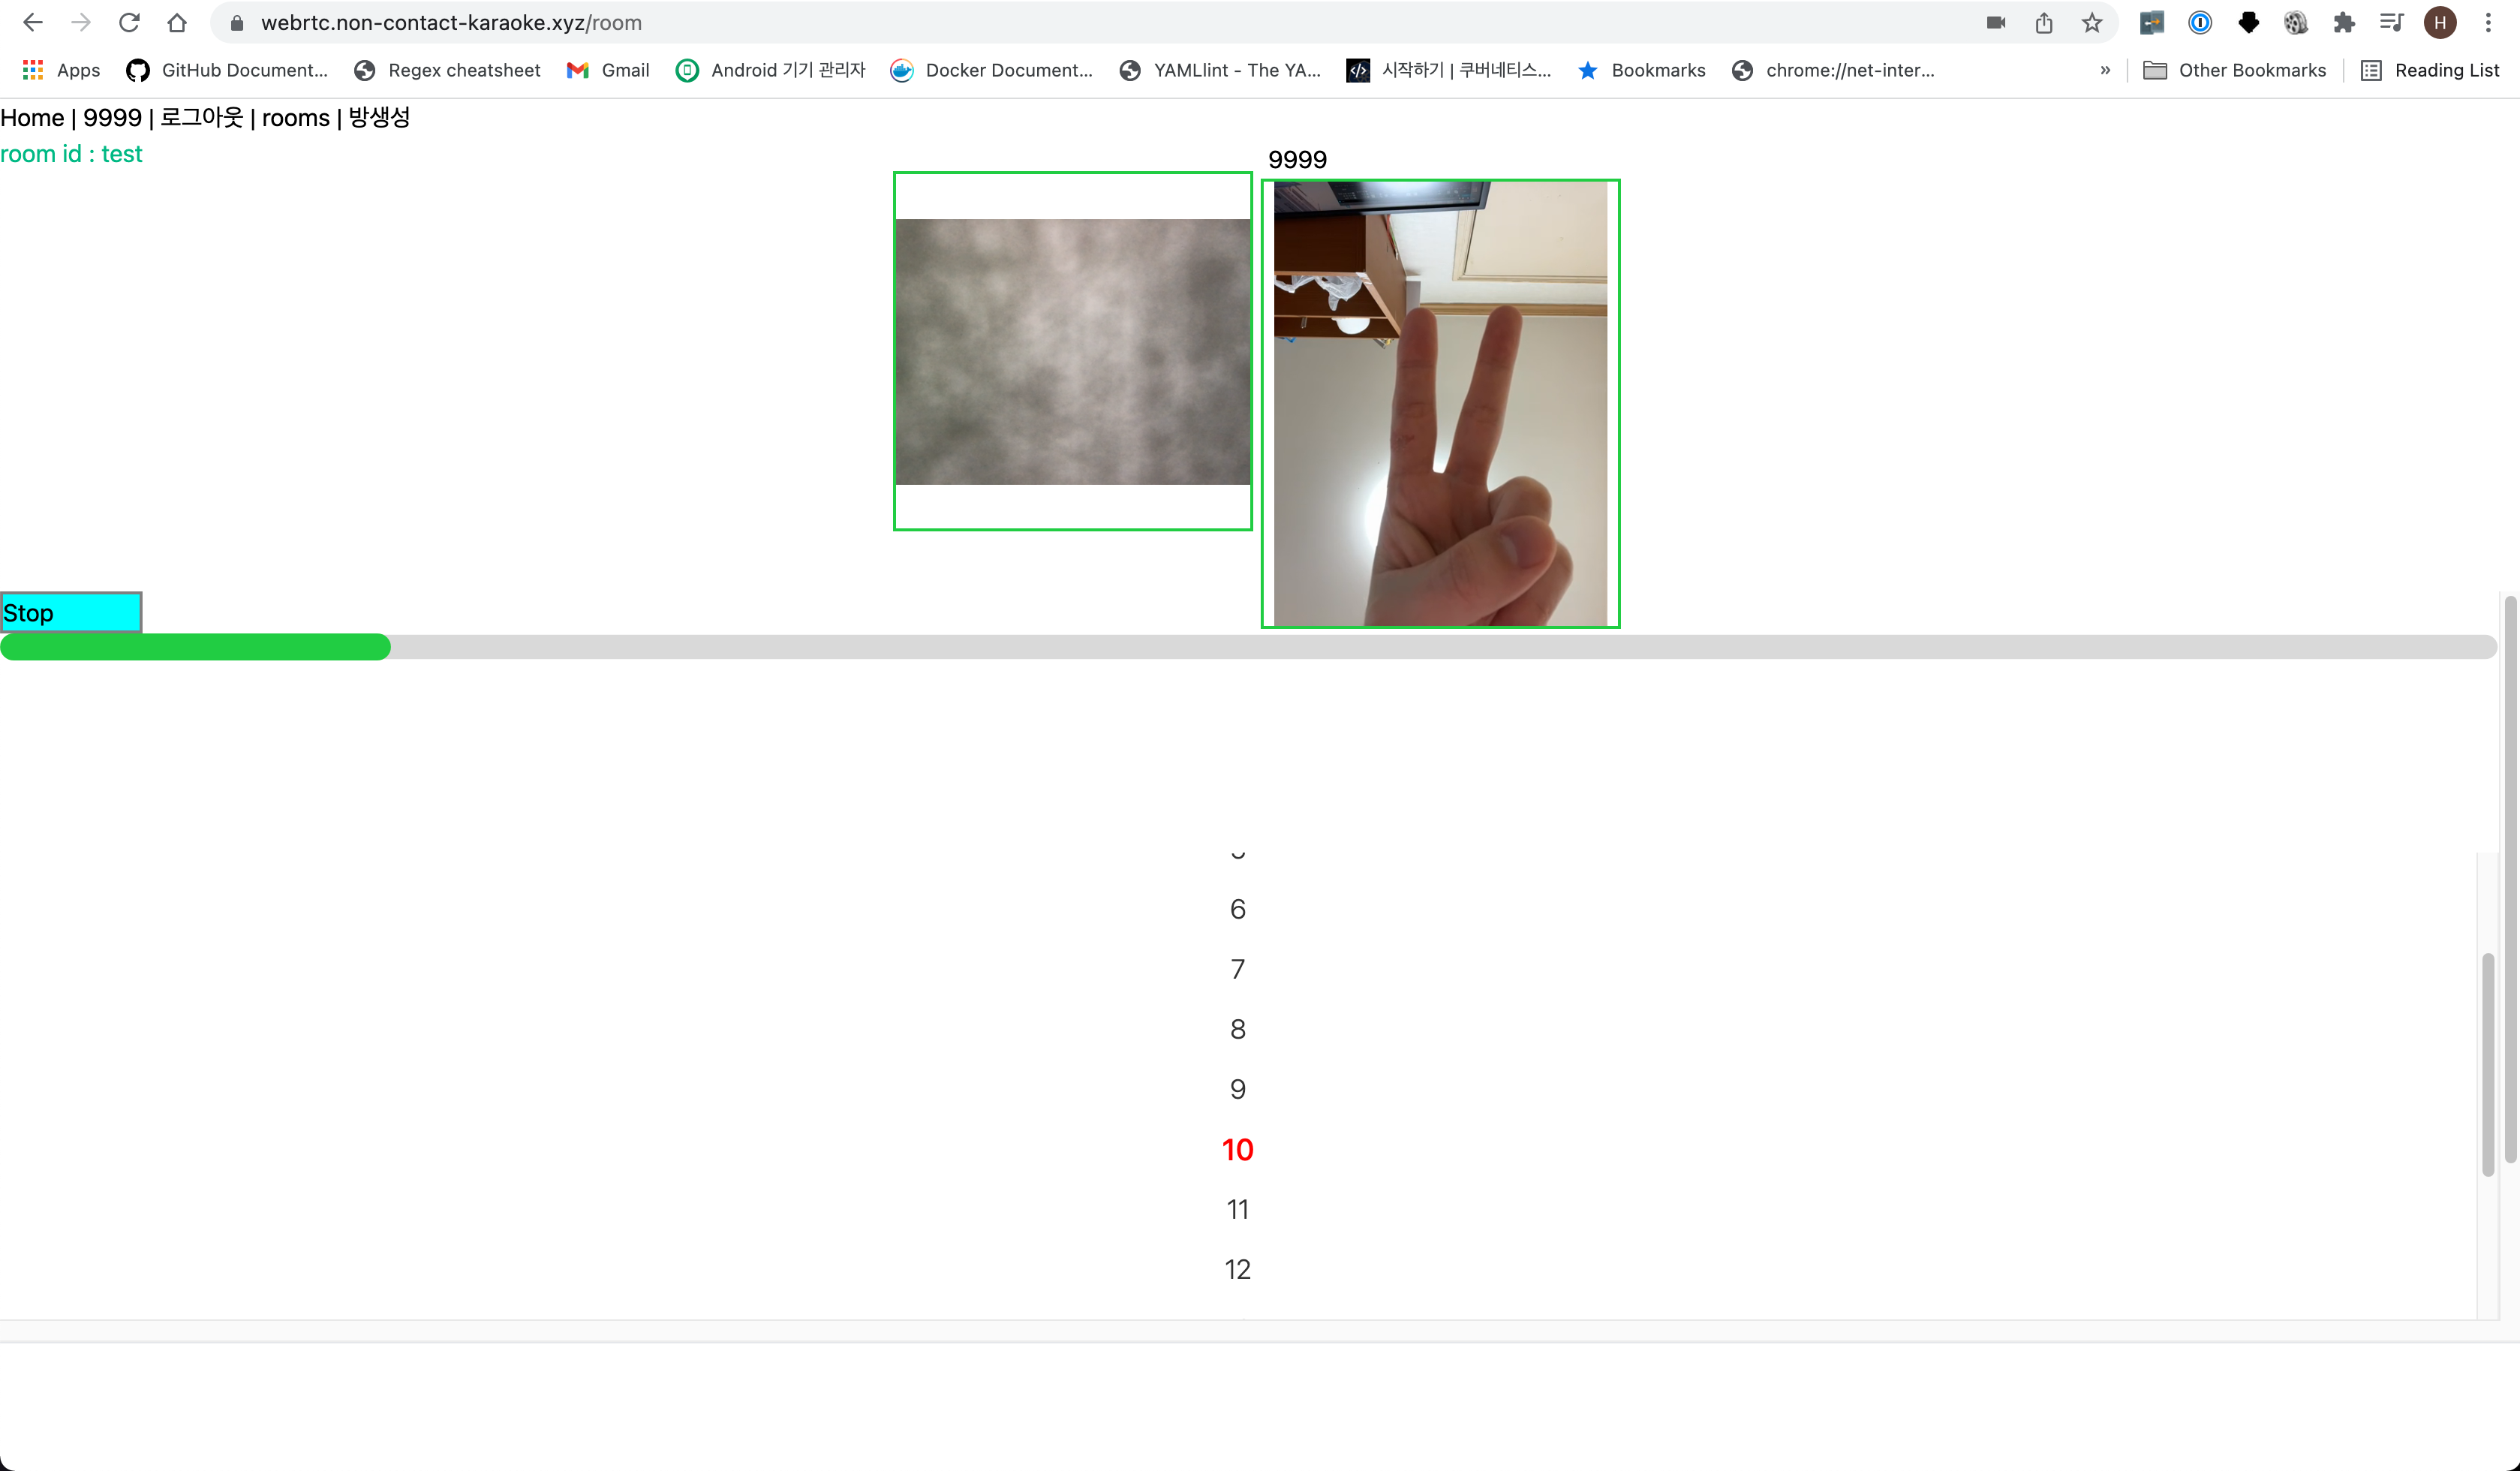 webrtc.non-contact-karaoke.xyz/room
H
Apps GitHub Document... Regex cheatsheet Gmail Android 기기 관리자 Docker Document... YAMLlint - The YA... 시작하기 | 쿠버네티스... Bookmarks chrome://net-inter... » Other Bookmarks Reading List
Home | 9999 | 로그아웃 | rooms | 방생성
room id : test
9999
Stop
6
7
8
9
10
11
12